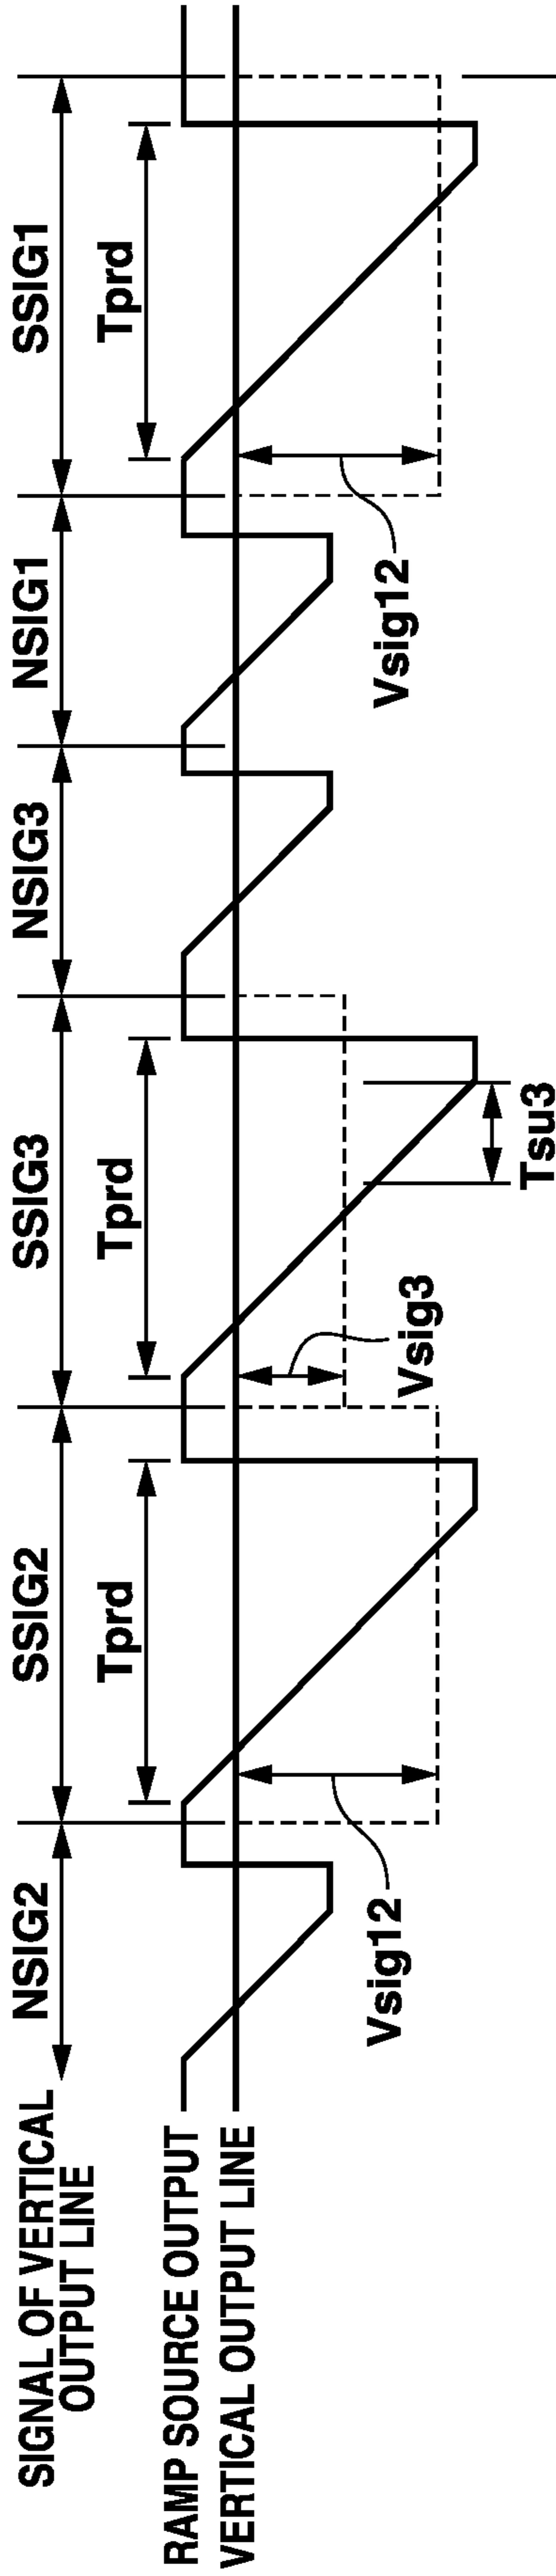 SIGNAL OF VERTICAL
OUTPUT LINE
NSIG2
SSIG2
SSIG3
NSIG3
NSIG1
SSIG1
Tprd
Tprd
Tprd
RAMP SOURCE OUTPUT
VERTICAL OUTPUT LINE
Vsig12
Vsig3
Tsu3
Vsig12